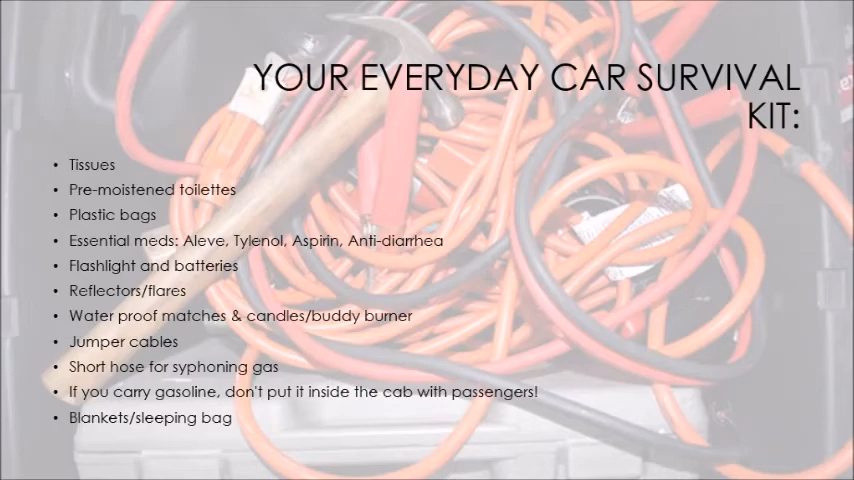 YOUR EVERYDAY CAR SURVIVAL
KIT:
• Tissues
• Pre-moistened toilettes
• Plastic bags
• Essential meds: Aleve, Tylenol, Aspirin, Anti-diarrhea
• Flashlight and batteries
• Reflectors/flares
• Water proof matches & candles/buddy burner
• Jumper cables
• Short hose for syphoning gas
• If you carry gasoline, don't put it inside the cab with passengers!
• Blankets/sleeping bag